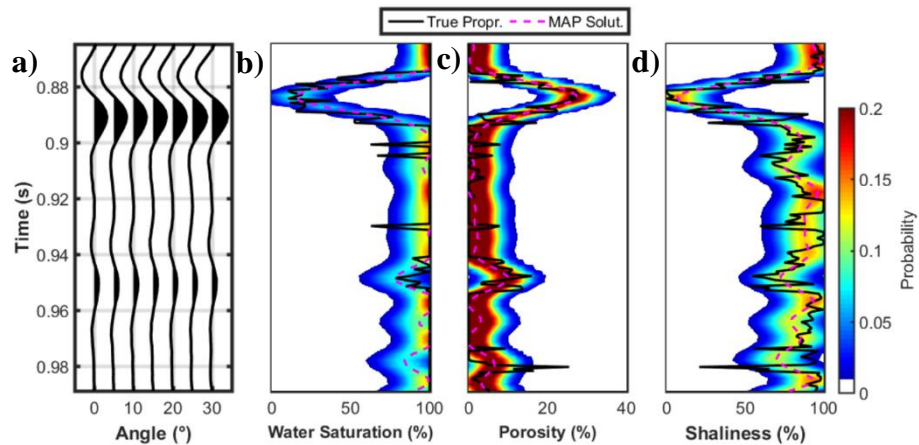 True Propr. MAP Solut.
a) b) c) d)
0.88
0.9
0.92
0.94
0.96
0.98
Time (s)
0 10 20 30
Angle (°)
0 50 100
Water Saturation (%)
0 20 40
Porosity (%)
0 50 100
Shaliness (%)
0.2
0.15
0.1
0.05
0
Probability